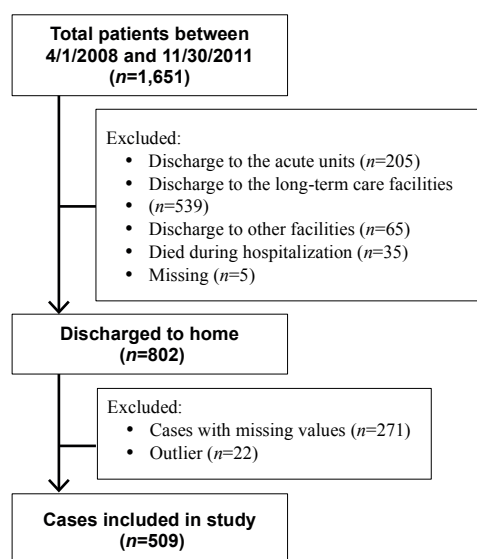 Total patients between
4/1/2008 and 11/30/2011
(n=1,651)
Excluded:
• Discharge to the acute units (n=205)
• Discharge to the long-term care facilities
• (n=539)
• Discharge to other facilities (n=65)
• Died during hospitalization (n=35)
• Missing (n=5)
Discharged to home
(n=802)
Excluded:
• Cases with missing values (n=271)
• Outlier (n=22)
Cases included in study
(n=509)